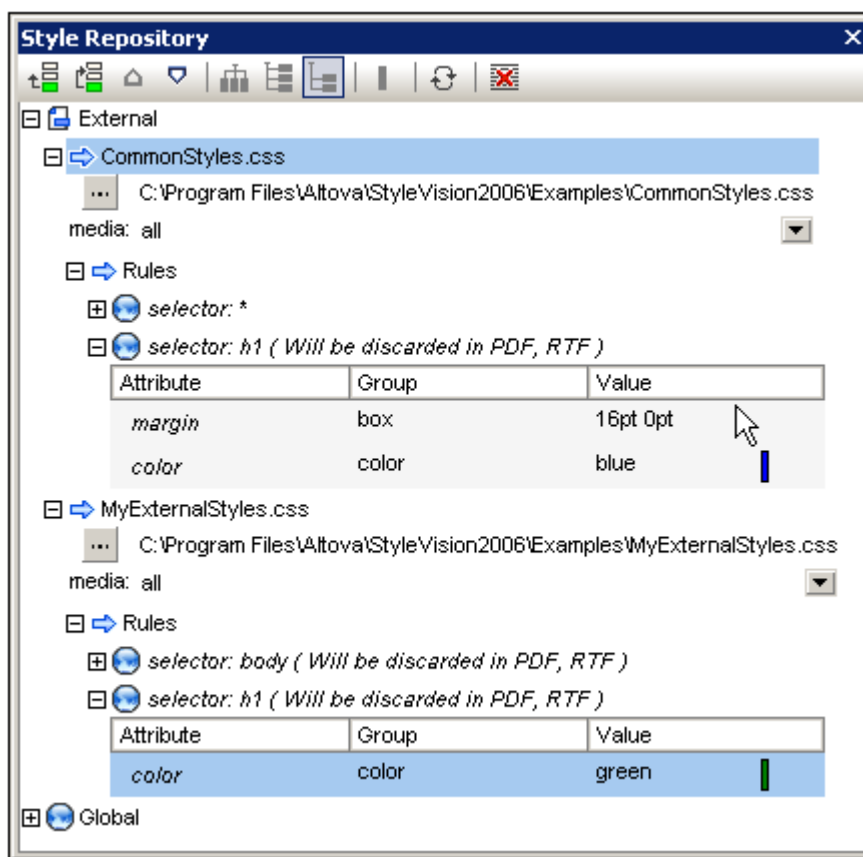 Style Repository
External
CommonStyles.css
... C:\Program Files\Altova\StyleVision2006\Examples\CommonStyles.css
media: all
Rules
selector: *
selector: h1 ( Will be discarded in PDF, RTF )
Attribute Group Value
margin box 16pt 0pt
color color blue
MyExternalStyles.css
... C:\Program Files\Altova\StyleVision2006\Examples\MyExternalStyles.css
media: all
Rules
selector: body ( Will be discarded in PDF, RTF )
selector: h1 ( Will be discarded in PDF, RTF )
Attribute Group Value
color color green
Global